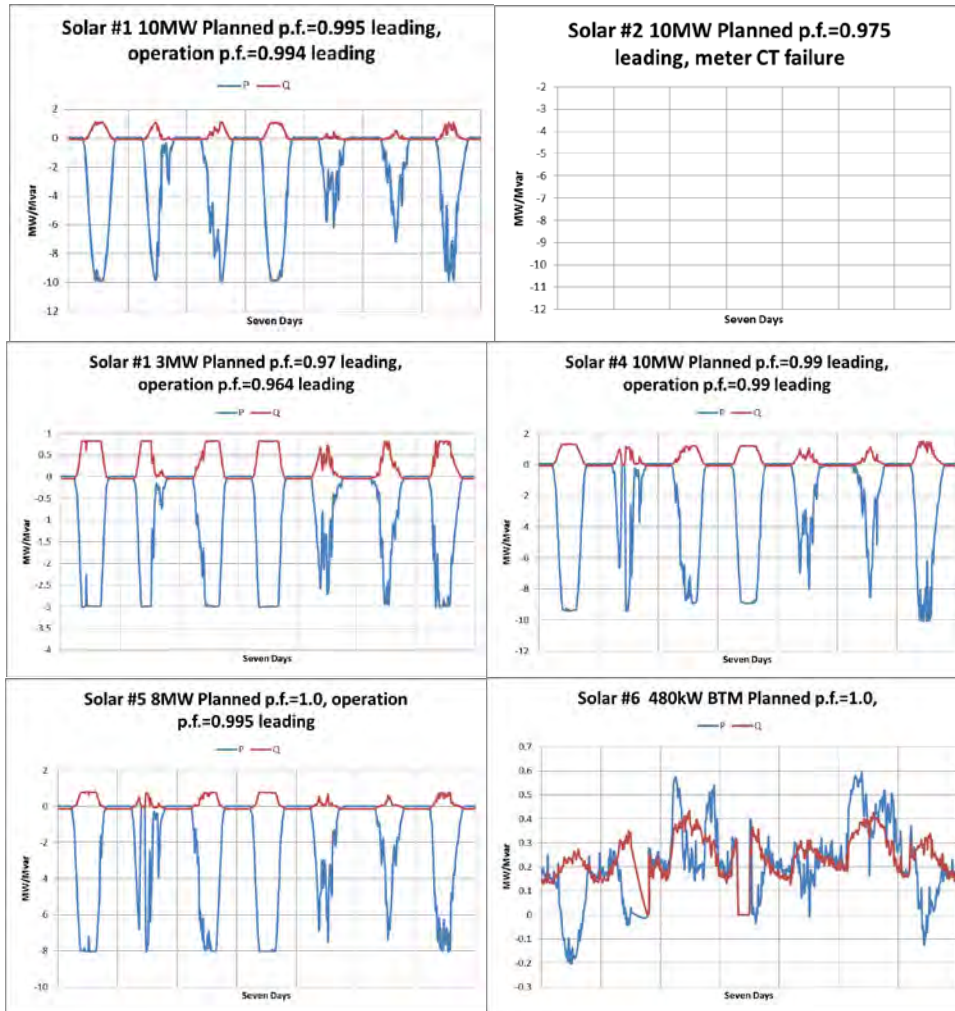 Solar #1 10MW Planned p.f.=0.995 leading,
operation p.f.=0.994 leading
P Q
MW/Mvar
2
0
-2
-4
-6
-8
-10
-12
Seven Days
Solar #2 10MW Planned p.f.=0.975
leading, meter CT failure
MW/Mvar
-2
-3
-4
-5
-6
-7
-8
-9
-10
-11
-12
Seven Days
Solar #1 3MW Planned p.f.=0.97 leading,
operation p.f.=0.964 leading
P Q
MW/Mvar
1
0.5
0
-0.5
-1
-1.5
-2
-2.5
-3
-3.5
-4
Seven Days
Solar #4 10MW Planned p.f.=0.99 leading,
operation p.f.=0.99 leading
P Q
MW/Mvar
2
0
-2
-4
-6
-8
-10
-12
Seven Days
Solar #5 8MW Planned p.f.=1.0, operation
p.f.=0.995 leading
P Q
MW/Mvar
2
0
-2
-4
-6
-8
-10
Seven Days
Solar #6 480kW BTM Planned p.f.=1.0,
P Q
MW/Mvar
0.7
0.6
0.5
0.4
0.3
0.2
0.1
0
-0.1
-0.2
-0.3
Seven Days